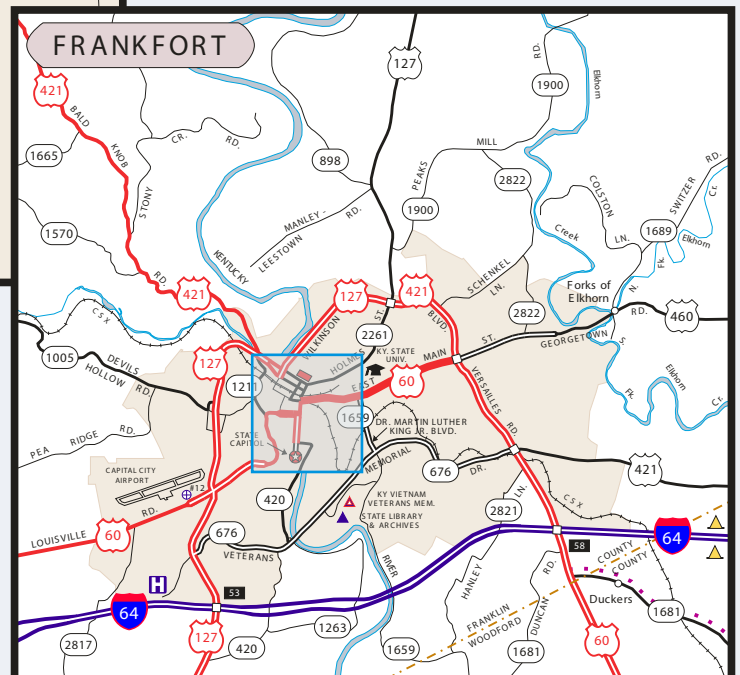 FRANKFORT
421
BALD
KNOB
RD.
1665
STONY
CR. RD.
1570
421
127
898
MANLEY-
LEESTOWN
RD.
KENTUCKY
PEAKS
1900
MILL
RD.
1900
Elkhorn
2822
COLSTON
LN.
SWITZER
RD.
1689
Elkhorn
Cr.
Fk.
N.
Creek
SCHENKEL
LN.
Forks of
Elkhorn
2822
RD.
460
GEORGETOWN
ST.
S.
Fk.
Elkhorn
Cr.
CSX
1005
DEVILS
HOLLOW RD.
127
127
421
BLVD.
WILKINSON
ST.
2261
HOLMES
KY. STATE
UNIV.
MAIN
EAST
60
1211
1659
STATE
CAPITOL
DR. MARTIN LUTHER
KING JR. BLVD.
VERSAILLES
RD.
MEMORIAL
676
DR.
421
PEA RIDGE RD.
CAPITAL CITY
AIRPORT
#12
RD.
LOUISVILLE
60
420
KY VIETNAM
VETERANS MEM.
STATE LIBRARY
& ARCHIVES
676
VETERANS
RIVER
2821
LN.
HANLEY
CSX
58
64
COUNTY
COUNTY
FRANKLIN
WOODFORD
RD.
DUNCAN
Duckers
1681
H
53
64
2817
127
420
1263
1659
1681
60